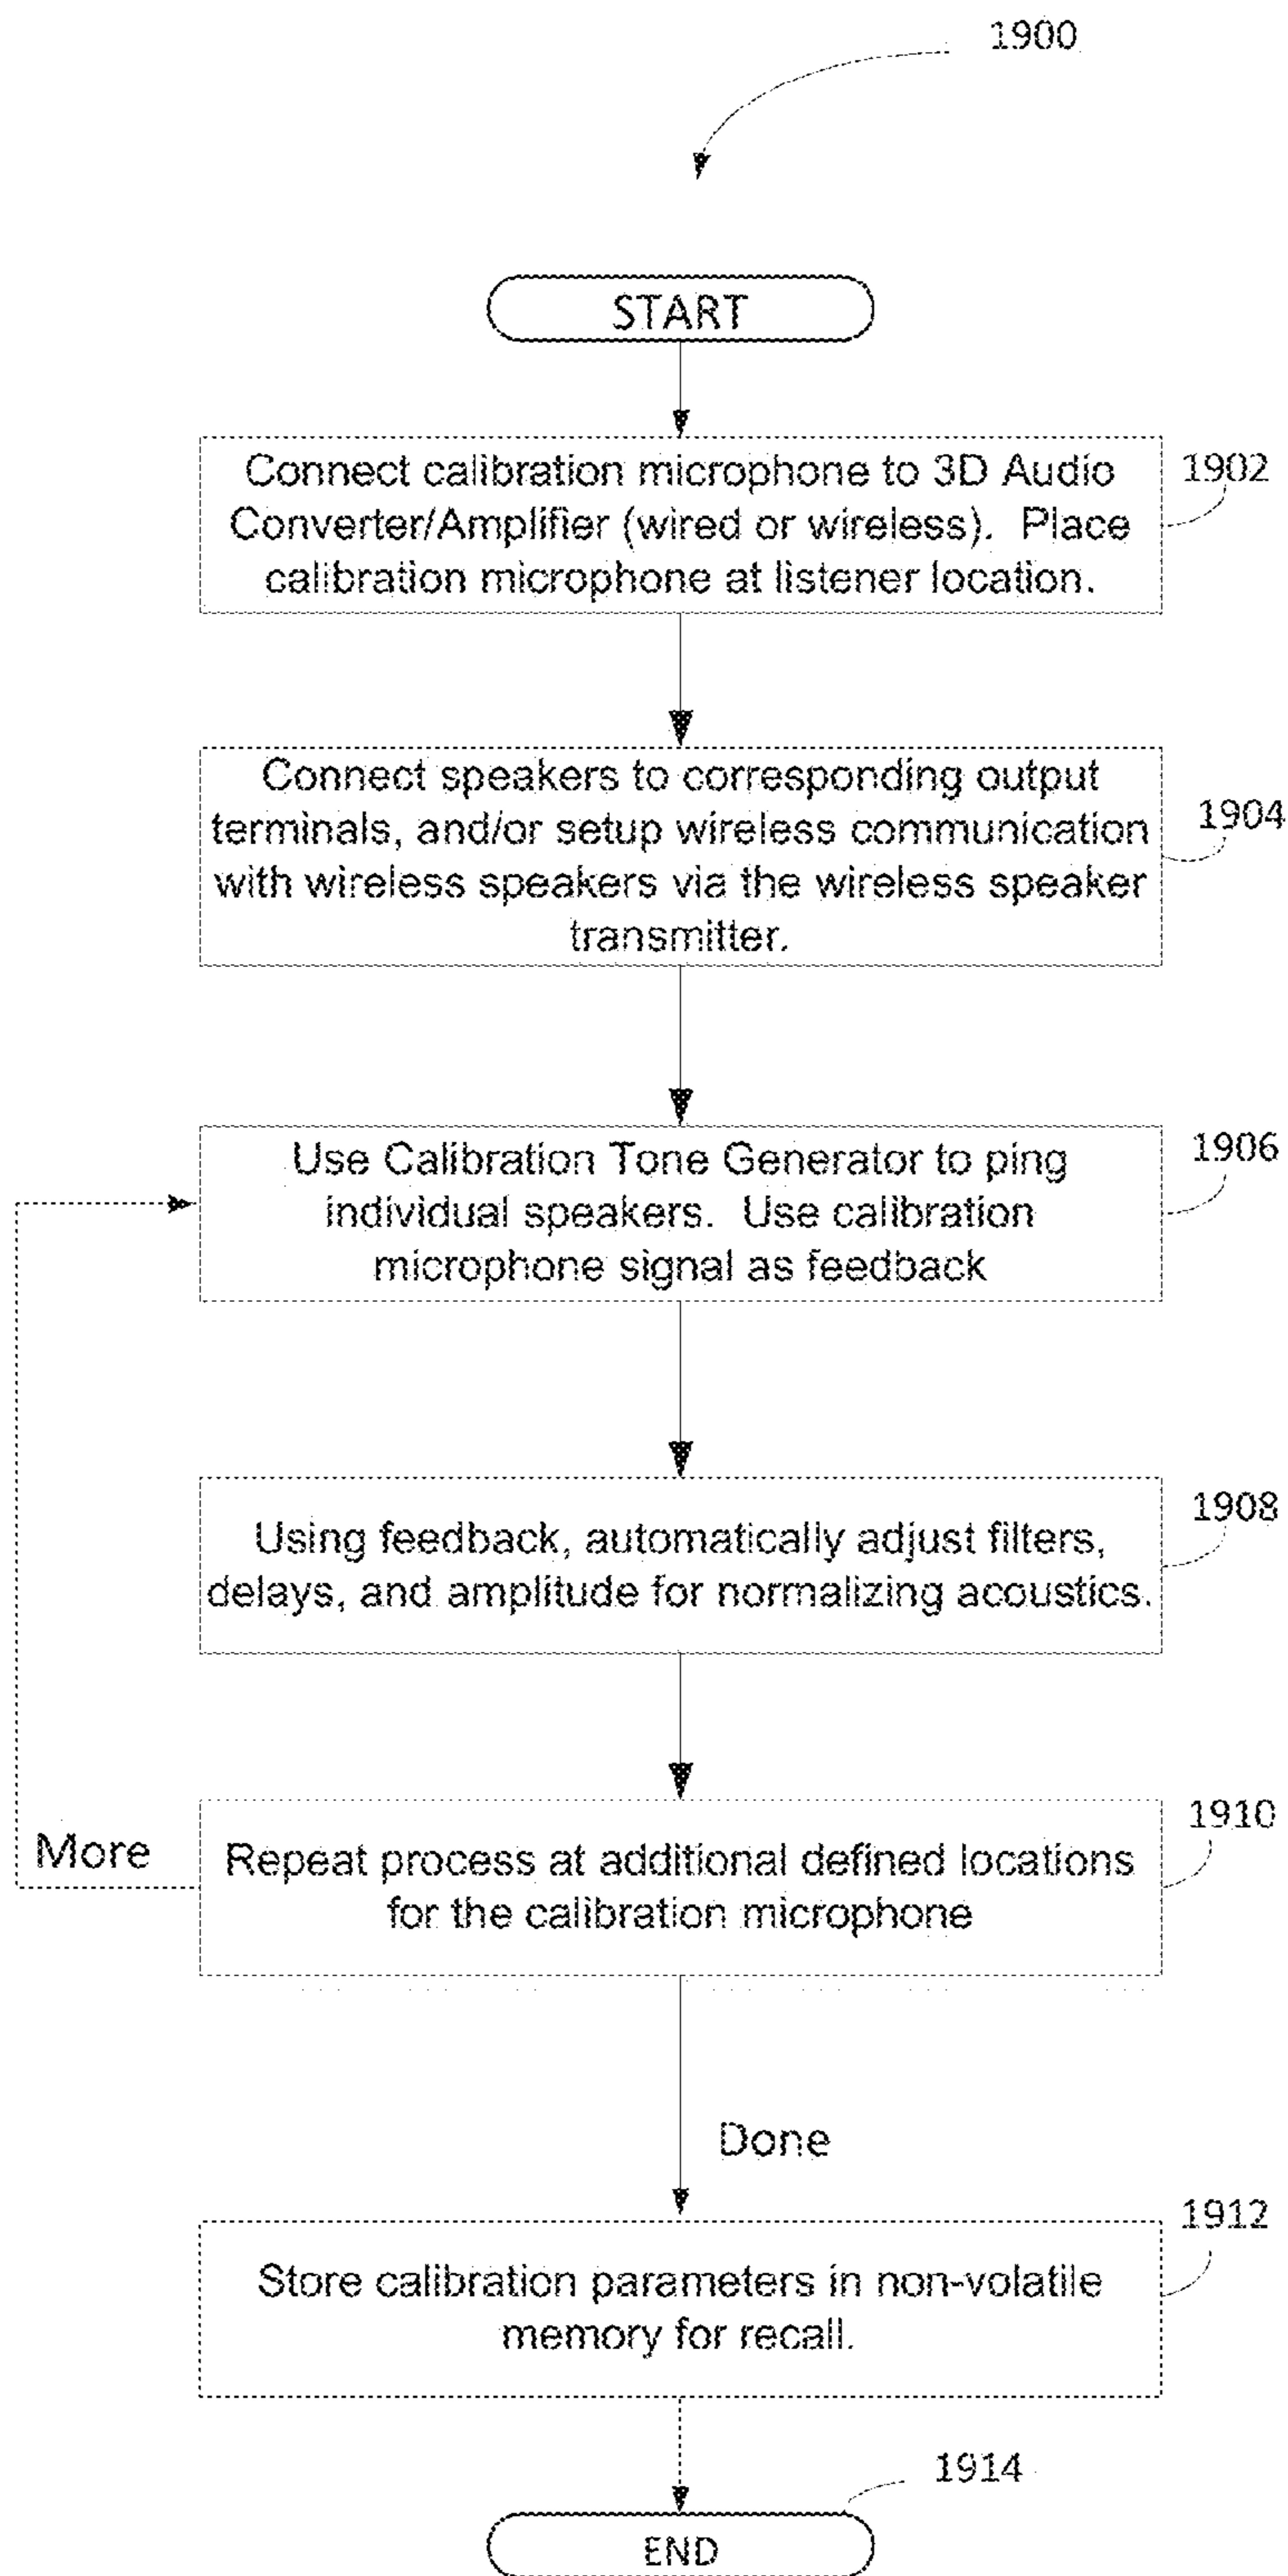 1900
START
Connect calibration microphone to 3D Audio
Converter/Amplifier (wired or wireless).  Place
calibration microphone at listener location.
1902
Connect speakers to corresponding output
terminals, and/or setup wireless communication
with wireless speakers via the wireless speaker
transmitter.
1904
Use Calibration Tone Generator to ping
individual speakers.  Use calibration
microphone signal as feedback
1906
Using feedback, automatically adjust filters,
delays, and amplitude for normalizing acoustics.
1908
More
Repeat process at additional defined locations
for the calibration microphone
1910
Done
Store calibration parameters in non-volatile
memory for recall.
1912
1914
END